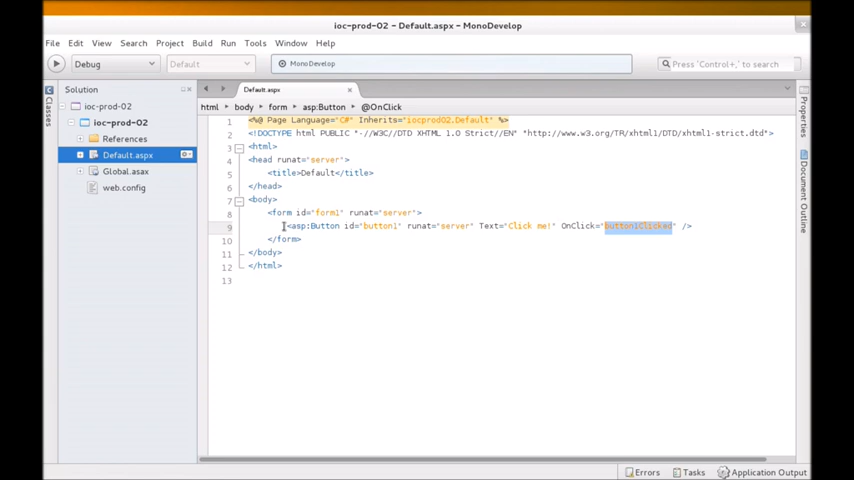 ioc-prod-02 - Default.aspx - MonoDevelop
File Edit View Search Project Build Run Tools Window Help
Debug Default MonoDevelop Press 'Control+,' to search
Classes
Solution
ioc-prod-02
ioc-prod-02
References
Default.aspx
Global.asax
web.config
Default.aspx
html body form asp:Button @OnClick
1 <%@ Page Language="C#" Inherits="iocprod02.Default" %>
2 <!DOCTYPE html PUBLIC "-//W3C//DTD XHTML 1.0 Strict//EN" "http://www.w3.org/TR/xhtml1/DTD/xhtml1-strict.dtd">
3 <html>
4 <head runat="server">
5 <title>Default</title>
6 </head>
7 <body>
8 <form id="form1" runat="server">
9 <asp:Button id="button1" runat="server" Text="Click me!" OnClick="button1Clicked" />
10 </form>
11 </body>
12 </html>
13
Properties
Document Outline
Errors Tasks Application Output